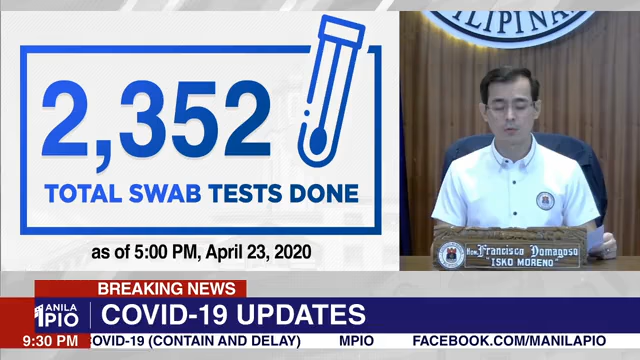 2,352
TOTAL SWAB TESTS DONE
as of 5:00 PM, April 23, 2020
PILIPINA
Hon. Francisco Domagoso
"ISKO MORENO"
BREAKING NEWS
MANILA
PIO
COVID-19 UPDATES
9:30 PM
OVID-19 (CONTAIN AND DELAY)
MPIO
FACEBOOK.COM/MANILAPIO